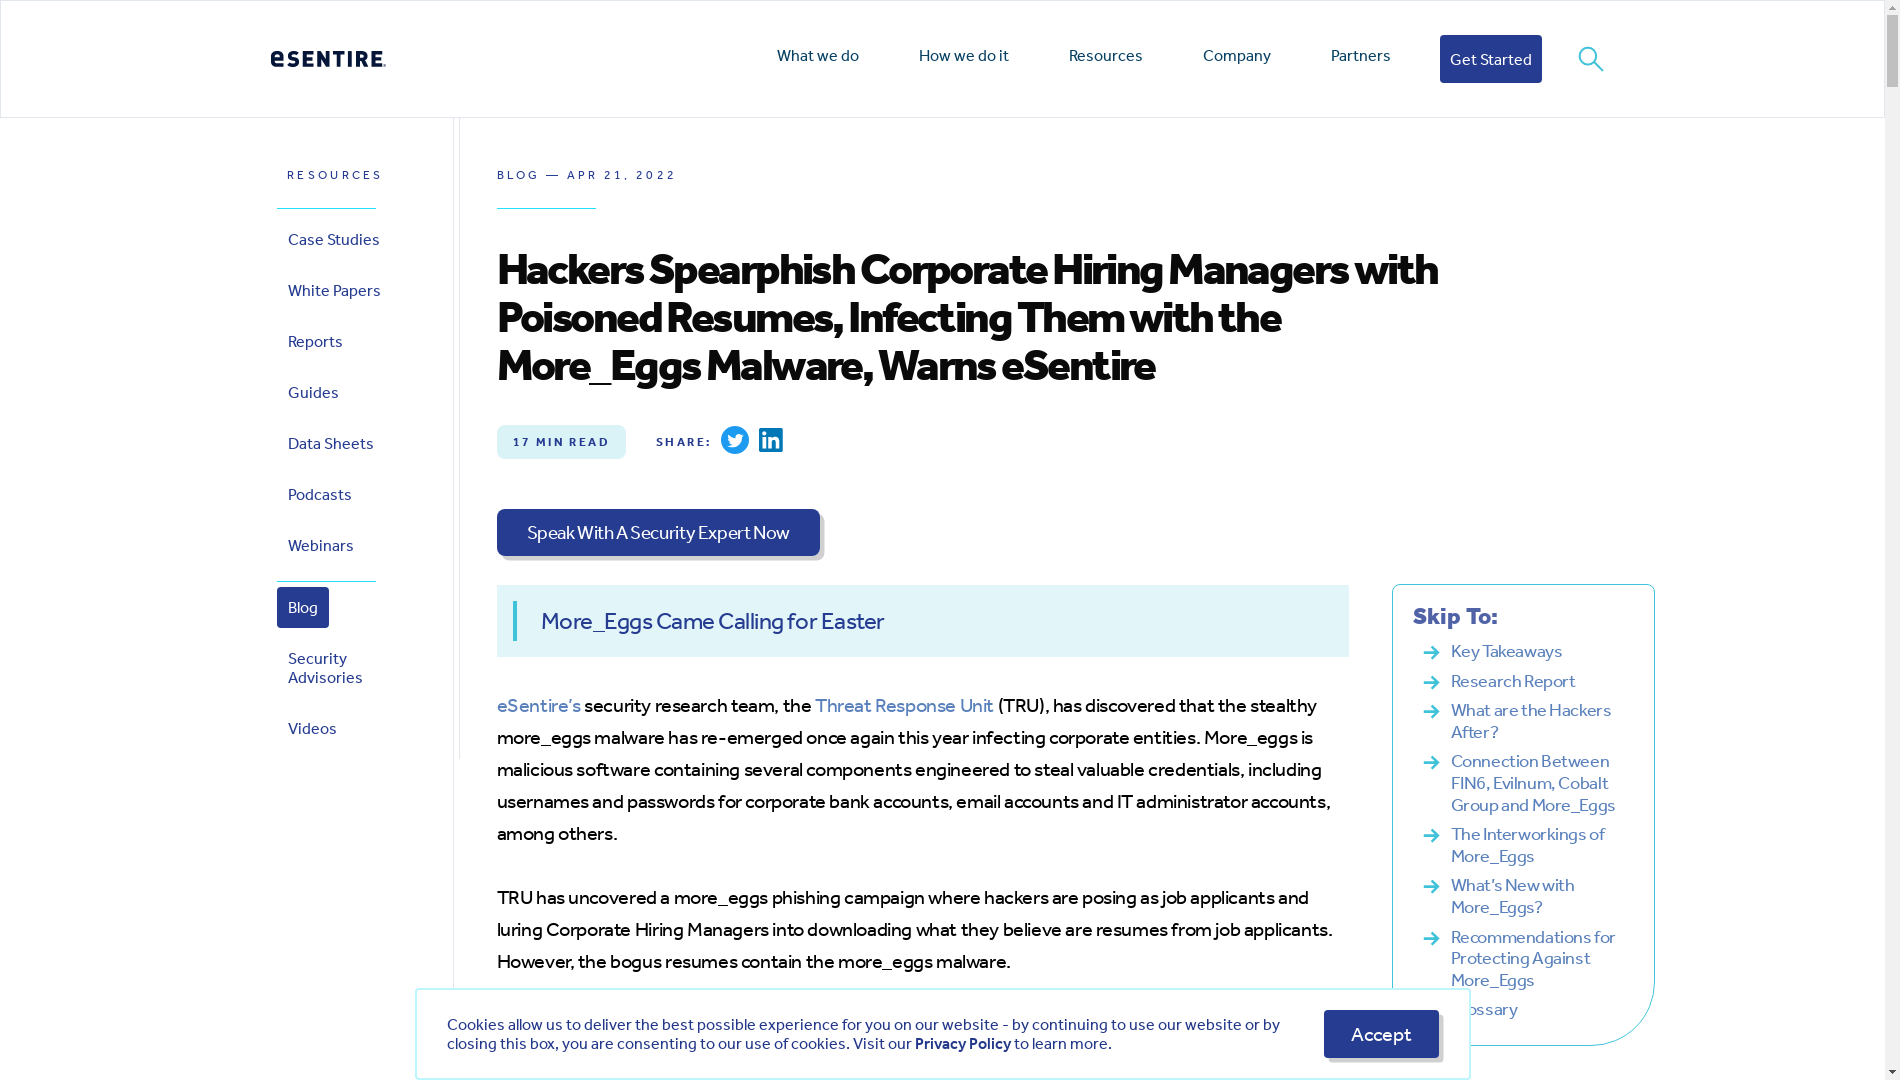 eSENTIRE
What we do
How we do it
Resources
Company
Partners
Get Started
RESOURCES
Case Studies
White Papers
Reports
Guides
Data Sheets
Podcasts
Webinars
Blog
Security
Advisories
Videos
BLOG — APR 21, 2022
Hackers Spearphish Corporate Hiring Managers with
Poisoned Resumes, Infecting Them with the
More_Eggs Malware, Warns eSentire
17 MIN READ
SHARE:
Speak With A Security Expert Now
More_Eggs Came Calling for Easter
eSentire’s security research team, the Threat Response Unit (TRU), has discovered that the stealthy
more_eggs malware has re-emerged once again this year infecting corporate entities. More_eggs is
malicious software containing several components engineered to steal valuable credentials, including
usernames and passwords for corporate bank accounts, email accounts and IT administrator accounts,
among others.
TRU has uncovered a more_eggs phishing campaign where hackers are posing as job applicants and
luring Corporate Hiring Managers into downloading what they believe are resumes from job applicants.
However, the bogus resumes contain the more_eggs malware.
Skip To:
Key Takeaways
Research Report
What are the Hackers
After?
Connection Between
FIN6, Evilnum, Cobalt
Group and More_Eggs
The Interworkings of
More_Eggs
What’s New with
More_Eggs?
Recommendations for
Protecting Against
More_Eggs
Cookies allow us to deliver the best possible experience for you on our website - by continuing to use our website or by
closing this box, you are consenting to our use of cookies. Visit our Privacy Policy to learn more.
Accept